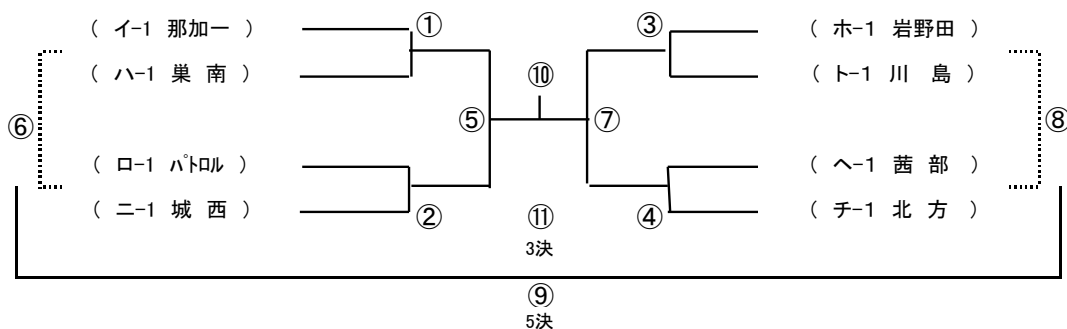 ( イ-1 那加一 ) ① ③ ( ホ-1 岩野田 )
( ハ-1 巣 南 ) ⑩ ( ト-1 川 島 )
⑥ ⑤ ⑦ ⑧
( ロ-1 パトロル ) ( ヘ-1 茜 部 )
( ニ-1 城 西 ) ② ⑪ ④ ( チ-1 北 方 )
3決
⑨
5決